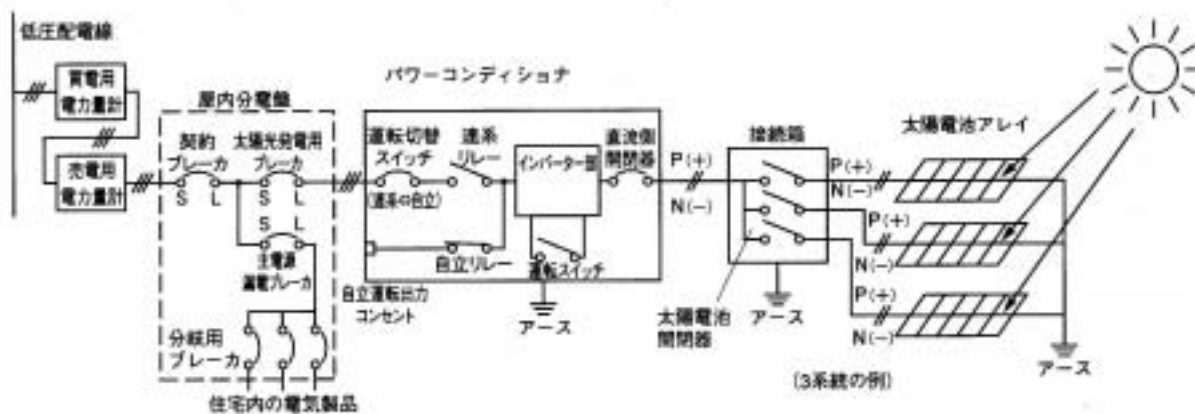 低圧配電線
買電用
電力量計
売電用
電力量計
屋内分電盤
契約
ブレーカ
S L
太陽光発電用
ブレーカ
S L
S L
主電源
漏電ブレーカ
分岐用
ブレーカ
住宅内の電気製品
パワーコンディショナ
運転切替
スイッチ
(連系⇔自立)
連系
リレー
インバーター部
直流側
開閉器
自立リレー
運転スイッチ
自立運転出力
コンセント
アース
P(+)
N(-)
接続箱
太陽電池
開閉器
アース
太陽電池アレイ
P(+)
N(-)
P(+)
N(-)
P(+)
N(-)
アース
(3系統の例)